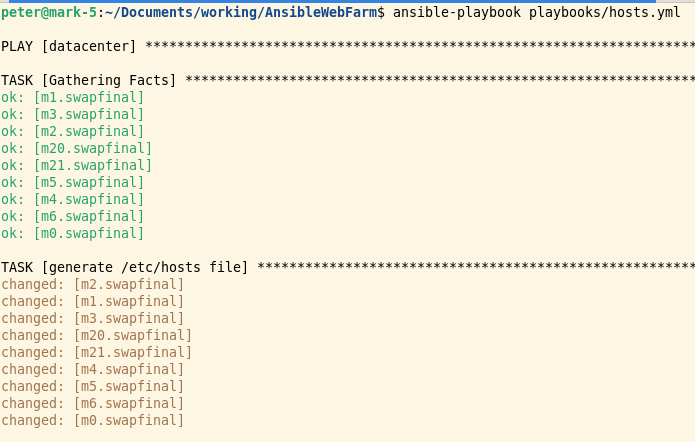 peter@mark-5:~/Documents/working/AnsibleWebFarm$ ansible-playbook playbooks/hosts.yml
PLAY [datacenter] *********************************************************************
TASK [Gathering Facts] ****************************************************************
ok: [m1.swapfinal]
ok: [m3.swapfinal]
ok: [m2.swapfinal]
ok: [m20.swapfinal]
ok: [m21.swapfinal]
ok: [m5.swapfinal]
ok: [m4.swapfinal]
ok: [m6.swapfinal]
ok: [m0.swapfinal]
TASK [generate /etc/hosts file] *******************************************************
changed: [m2.swapfinal]
changed: [m1.swapfinal]
changed: [m3.swapfinal]
changed: [m20.swapfinal]
changed: [m21.swapfinal]
changed: [m4.swapfinal]
changed: [m5.swapfinal]
changed: [m6.swapfinal]
changed: [m0.swapfinal]